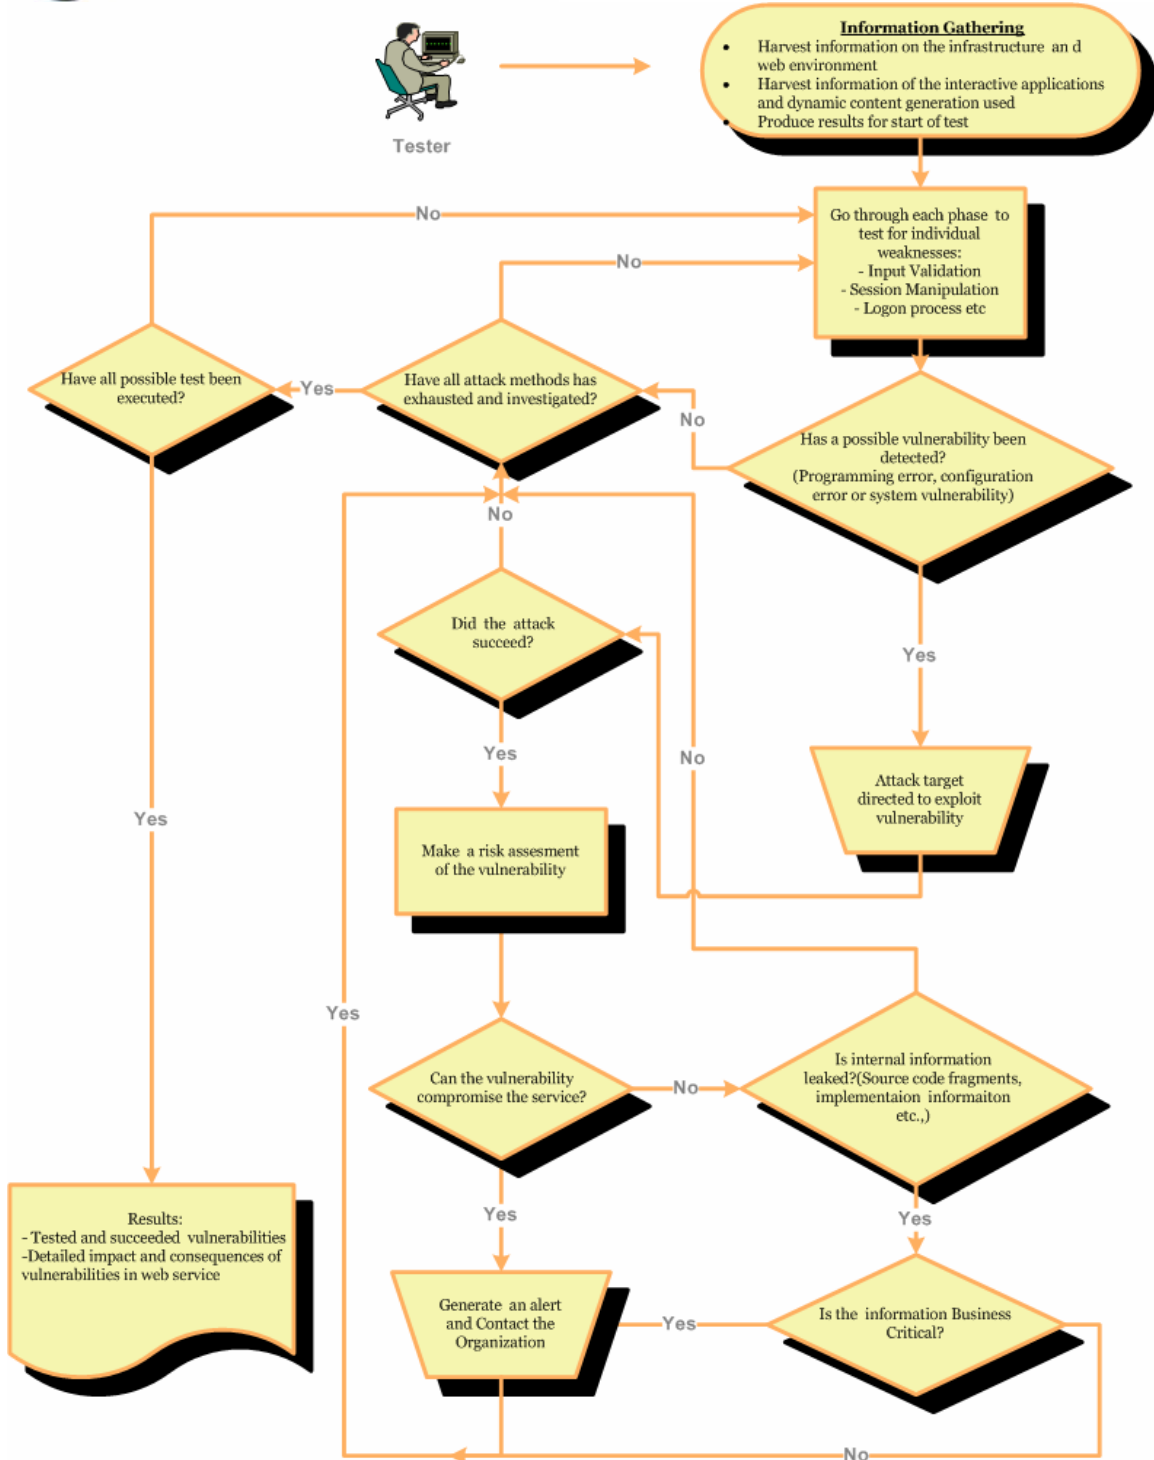 Information Gathering
• Harvest information on the infrastructure an d
web environment
• Harvest information of the interactive applications
and dynamic content generation used
• Produce results for start of test
Tester
No
Go through each phase to
test for individual
weaknesses:
- Input Validation
- Session Manipulation
- Logon process etc
No
Have all possible test been
executed?
Yes
Have all attack methods has
exhausted and investigated?
No
Has a possible vulnerability been
detected?
(Programming error, configuration
error or system vulnerability)
No
Did the attack
succeed?
Yes
Yes
No
Attack target
directed to exploit
vulnerability
Yes
Make a risk assesment
of the vulnerability
Yes
Can the vulnerability
compromise the service?
No
Is internal information
leaked?(Source code fragments,
implementaion informaiton
etc.,)
Yes
Yes
Results:
- Tested and succeeded vulnerabilities
-Detailed impact and consequences of
vulnerabilities in web service
Generate an alert
and Contact the
Organization
Yes
Is the information Business
Critical?
No